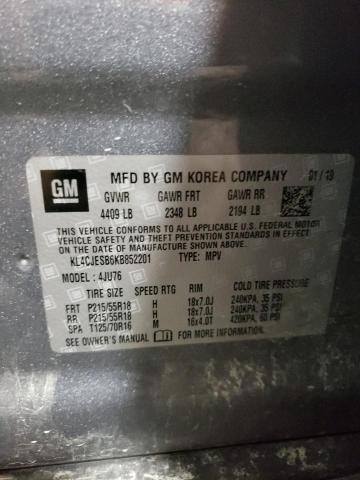 GM
MFD BY GM KOREA COMPANY 01/19
GVWR GAWR FRT GAWR RR
4409 LB 2348 LB 2194 LB
THIS VEHICLE CONFORMS TO ALL APPLICABLE U.S. FEDERAL MOTOR
VEHICLE SAFETY, BUMPER, AND THEFT PREVENTION STANDARDS
IN EFFECT ON THE DATE OF MANUFACTURE SHOWN ABOVE.
KL4CJESB6KB852201 TYPE: MPV
MODEL: 4JU76
TIRE SIZE SPEED RTG RIM COLD TIRE PRESSURE
FRT P215/55R18 H 18x7.0J 240KPA, 35 PSI
RR P215/55R18 H 18x7.0J 240KPA, 35 PSI
SPA T125/70R16 M 16x4.0T 420KPA, 60 PSI
SEE OWNER'S MANUAL FOR MORE INFORMATION.